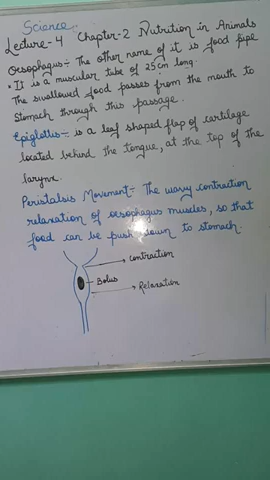 Science
Lecture-4 Chapter-2 Nutrition in Animals
Oesophagus:- The other name of it is food pipe
• It is a muscular tube of 25cm long.
The swallowed food passes from the mouth to
stomach through this passage.
Epiglottis:- is a leaf shaped flap of cartilage
located behind the tongue, at the top of the
larynx.
Peristalsis Movement:- The wavy contraction
relaxation of oesophagus muscles, so that
food can be push down to stomach.
Contraction
Bolus
Relaxation